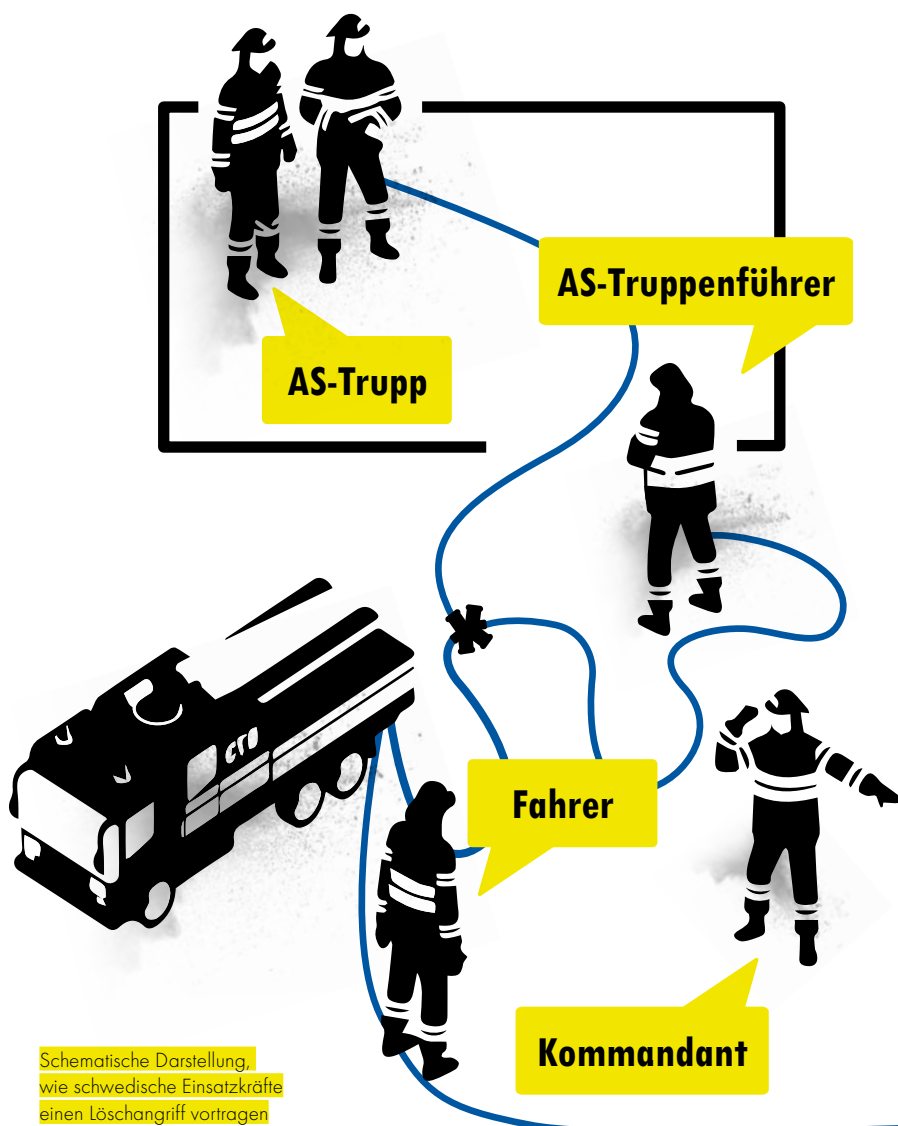 AS-Truppenführer
AS-Trupp
Fahrer
Kommandant
Schematische Darstellung,
wie schwedische Einsatzkräfte
einen Löschangriff vortragen